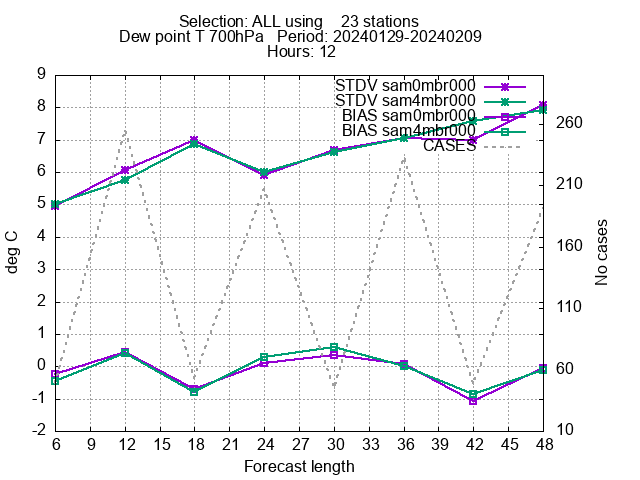 Selection: ALL using    23 stations
Dew point T 700hPa   Period: 20240129-20240209
Hours: 12
STDV sam0mbr000
STDV sam4mbr000
BIAS sam0mbr000
BIAS sam4mbr000
CASES
9
8
7
6
5
4
3
2
1
0
-1
-2
deg C
260
210
160
110
60
10
No cases
6 9 12 15 18 21 24 27 30 33 36 39 42 45 48
Forecast length